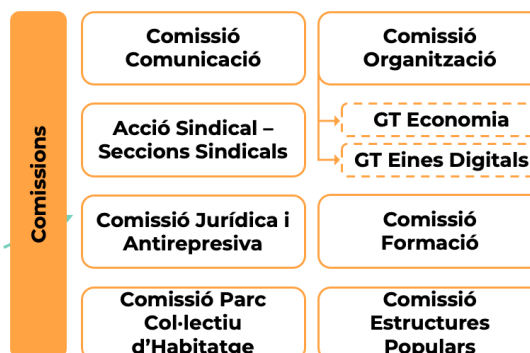 Comissions
Comissió
Comunicació
Comissió
Organització
Acció Sindical –
Seccions Sindicals
GT Economia
GT Eines Digitals
Comissió Jurídica i
Antirepresiva
Comissió
Formació
Comissió Parc
Col·lectiu
d'Habitatge
Comissió
Estructures
Populars